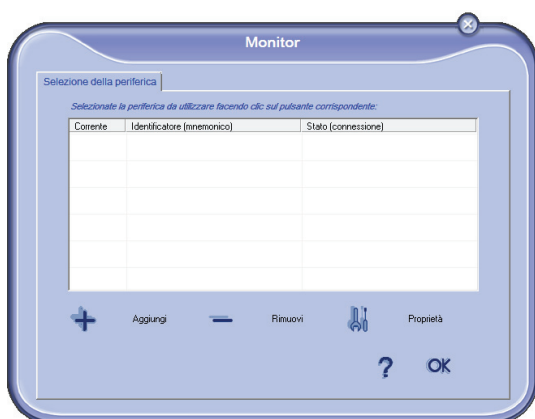 Monitor
Selezione della periferica
Selezionate la periferica da utilizzare facendo clic sul pulsante corrispondente:
Corrente Identificatore (mnemonico) Stato (connessione)
Aggiungi Rimuovi Proprietà
? OK